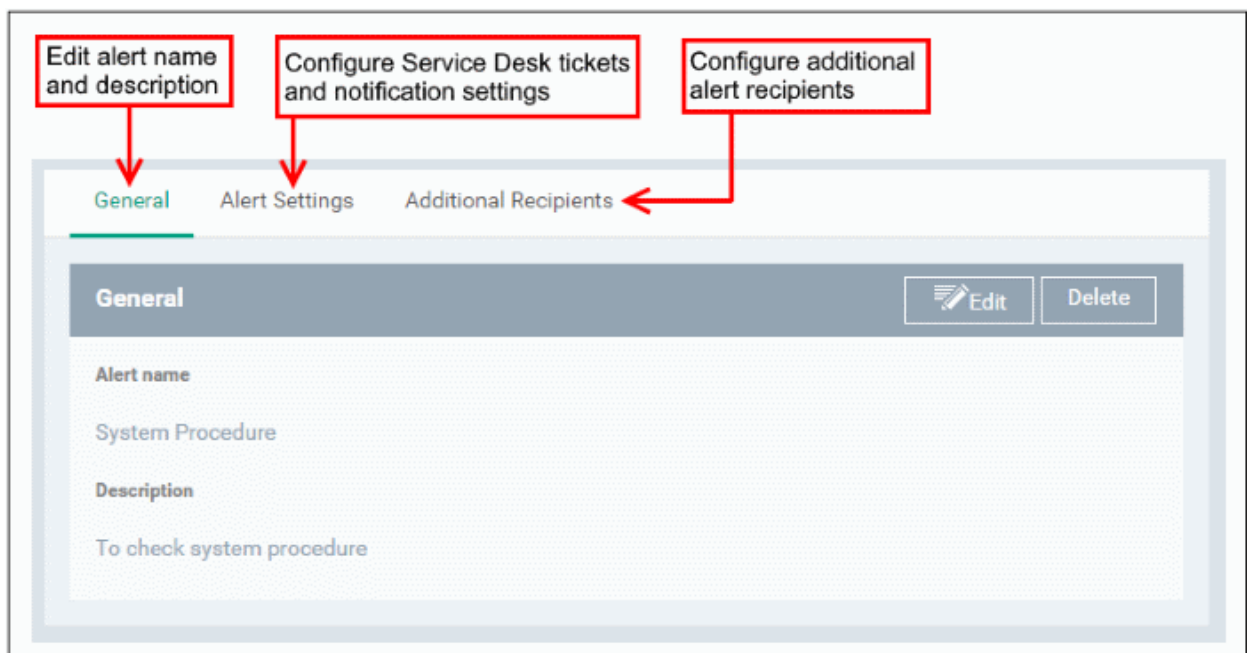 Edit alert name
and description
Configure Service Desk tickets
and notification settings
Configure additional
alert recipients
General
Alert Settings
Additional Recipients
General
Edit
Delete
Alert name
System Procedure
Description
To check system procedure